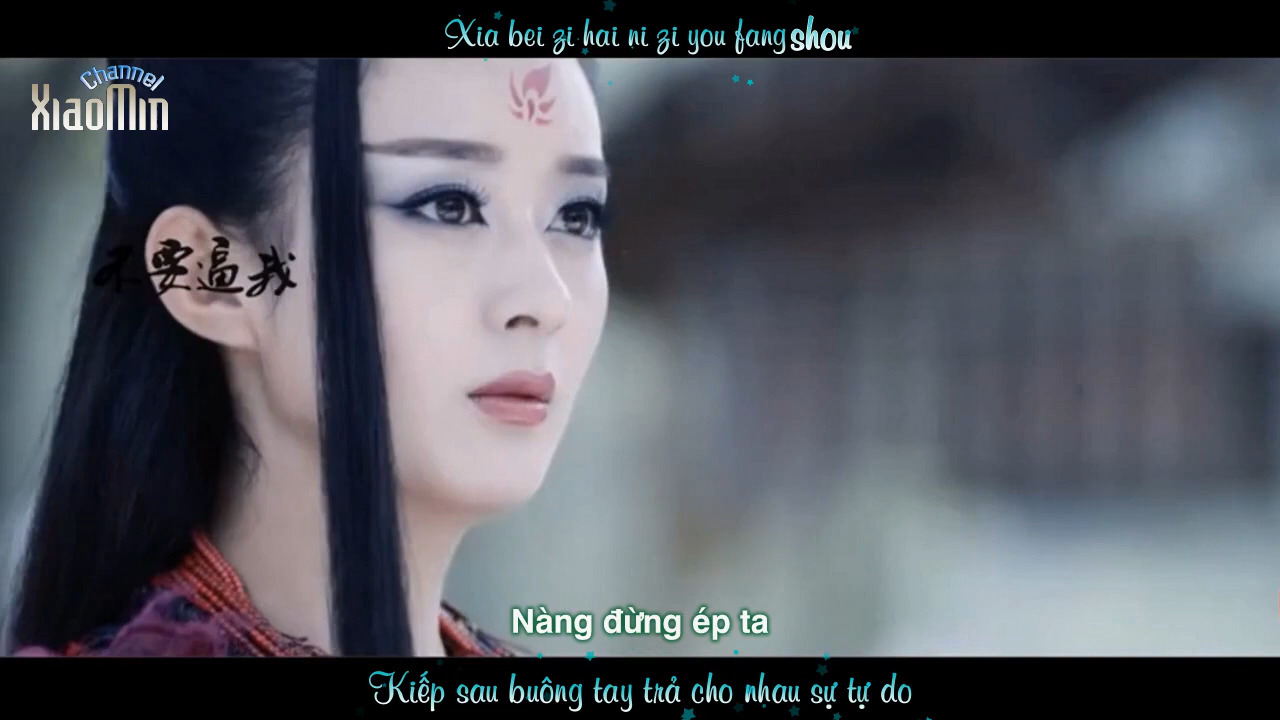 Xia bei zi hai ni zi you fang shou
Channel
XiaoMin
不要逼我
Nàng đừng ép ta
Kiếp sau buông tay trả cho nhau sự tự do